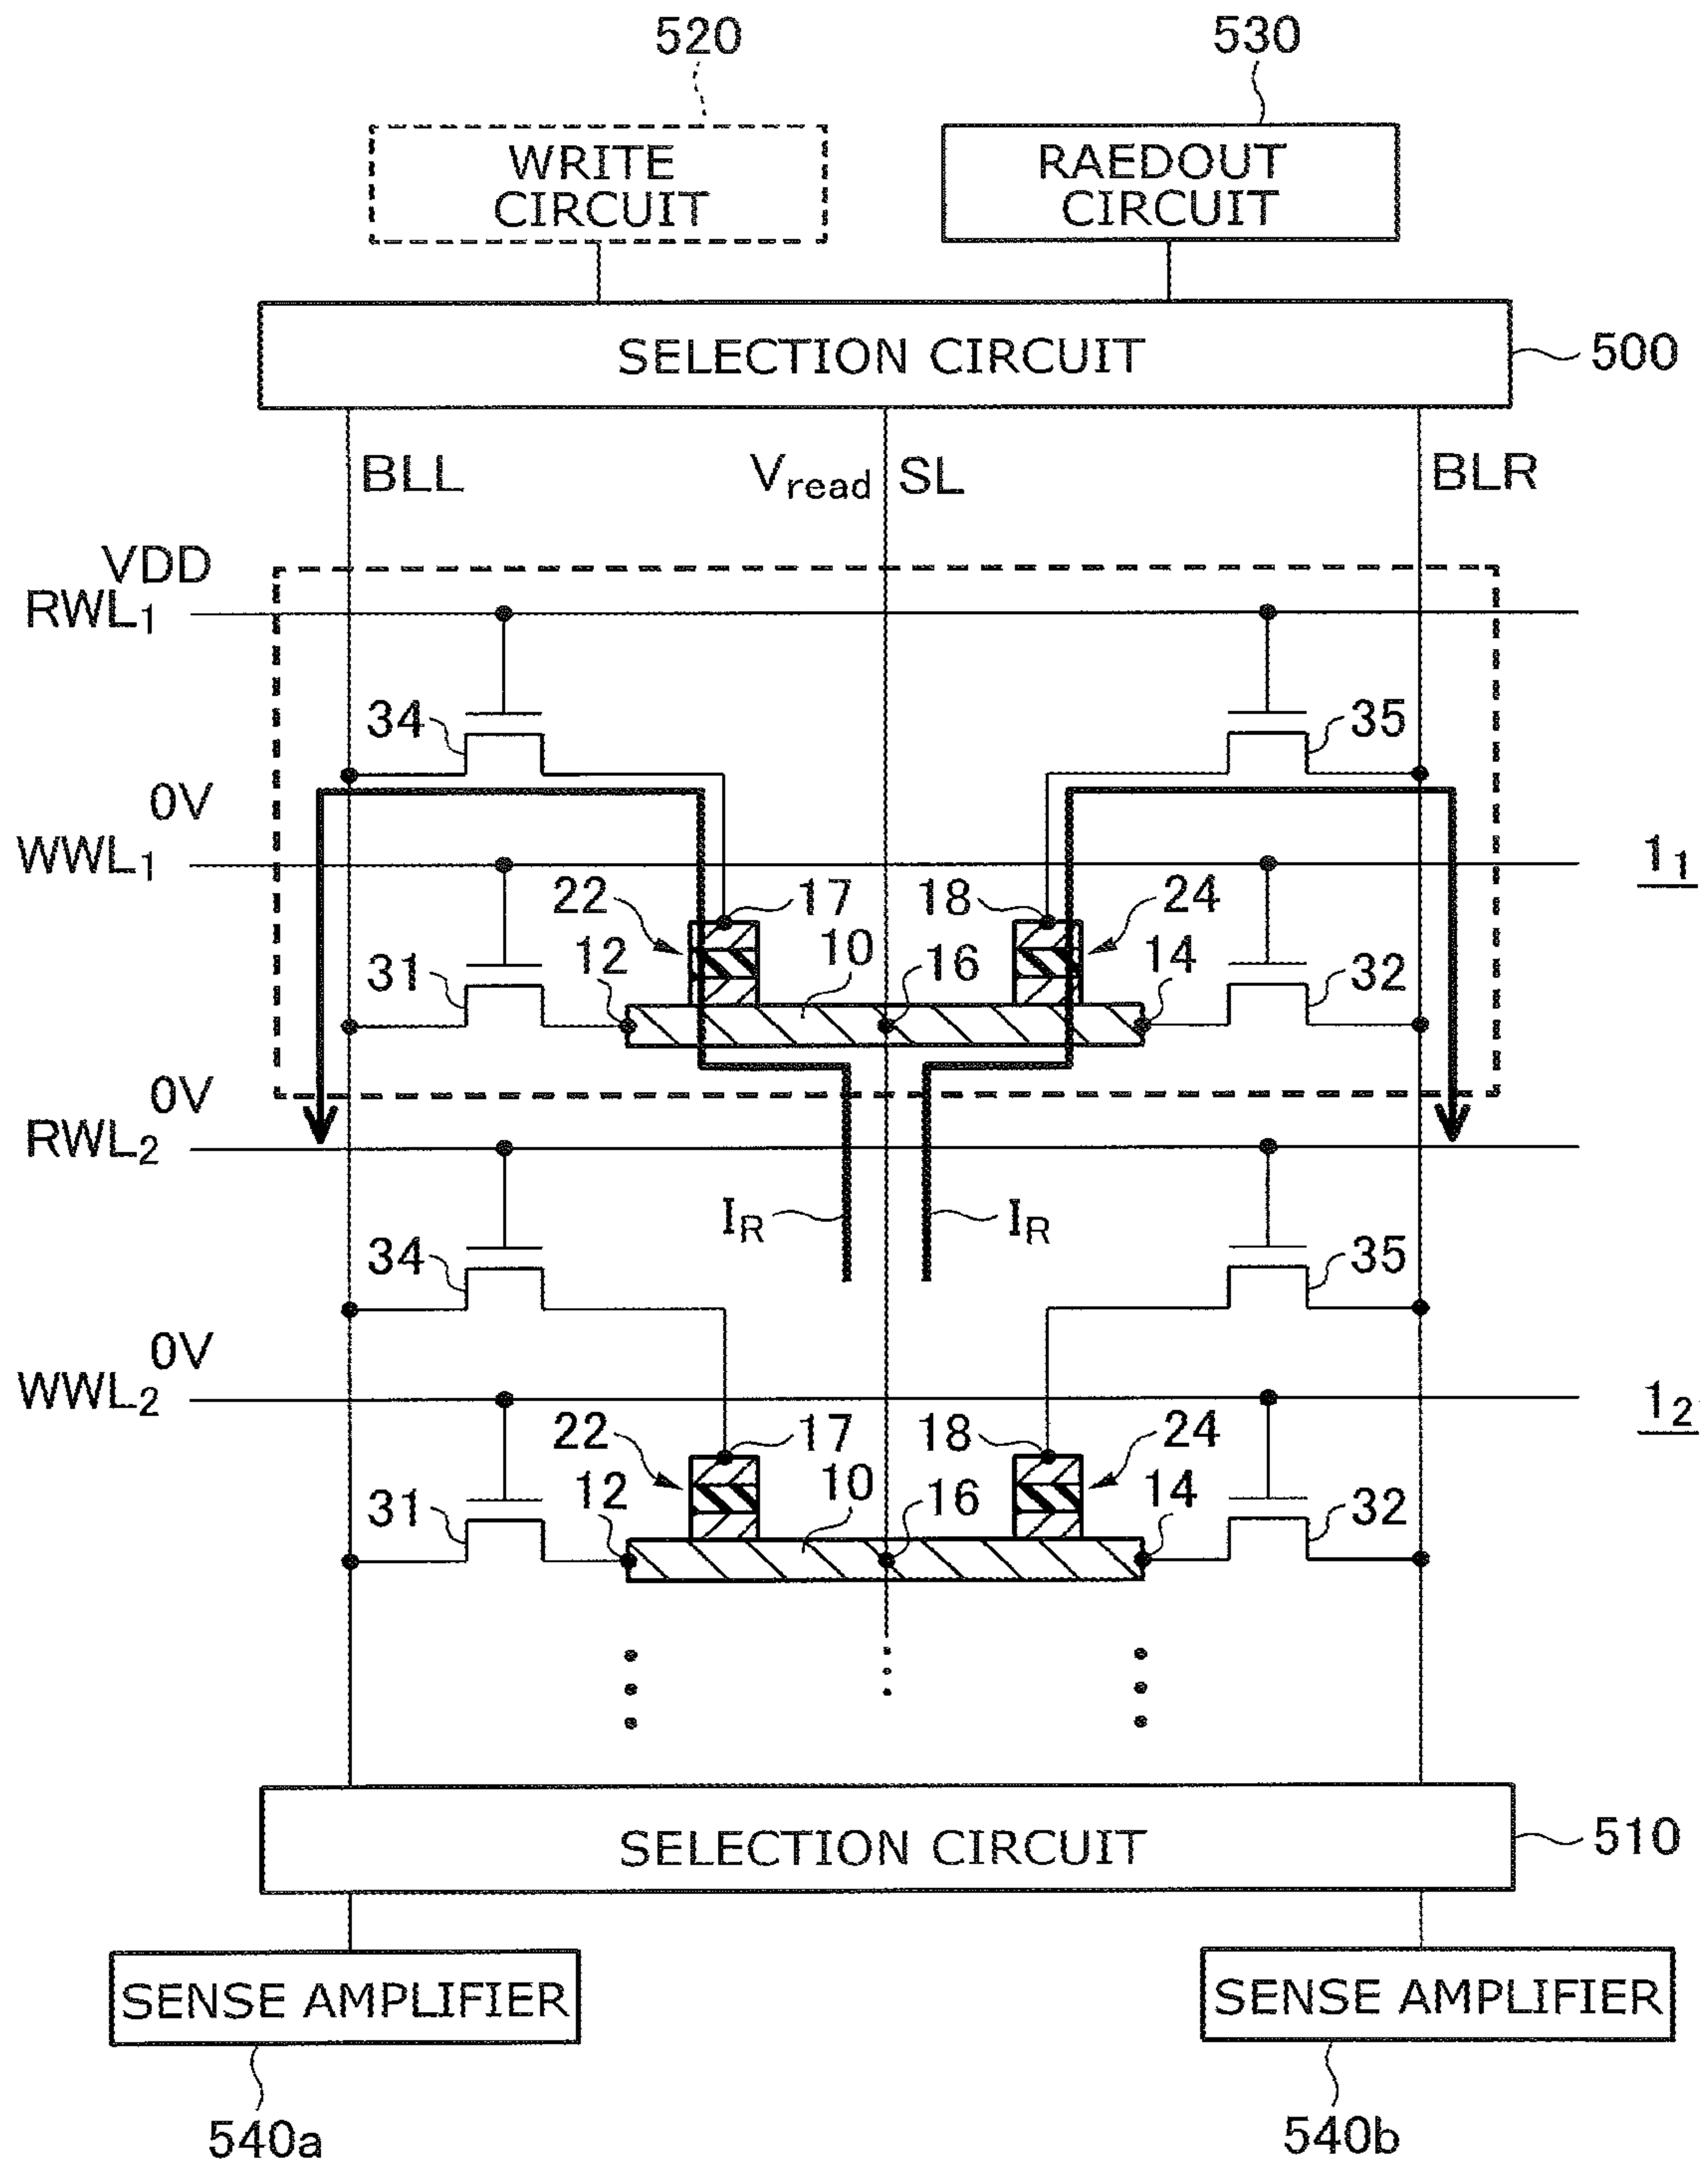 520
530
WRITE
CIRCUIT
RAEDOUT
CIRCUIT
SELECTION CIRCUIT
500
BLL
Vread
SL
BLR
VDD
RWL1
34
35
0V
WWL1
11
22
17
18
24
12
10
16
14
31
32
0V
RWL2
IR
IR
34
35
0V
WWL2
12
22
17
18
24
12
10
16
14
31
32
SELECTION CIRCUIT
510
SENSE AMPLIFIER
SENSE AMPLIFIER
540a
540b